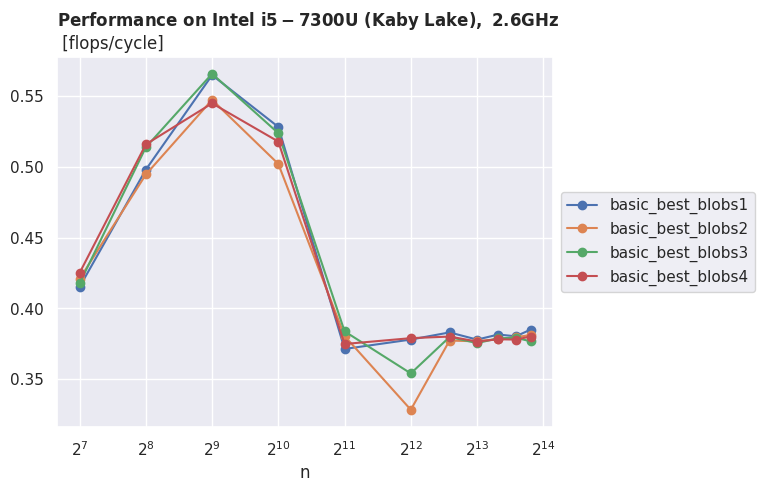 Performance on Intel i5 − 7300U (Kaby Lake), 2.6GHz
[flops/cycle]
0.55
0.50
0.45
0.40
0.35
2^7 2^8 2^9 2^10 2^11 2^12 2^13 2^14
n
basic_best_blobs1
basic_best_blobs2
basic_best_blobs3
basic_best_blobs4